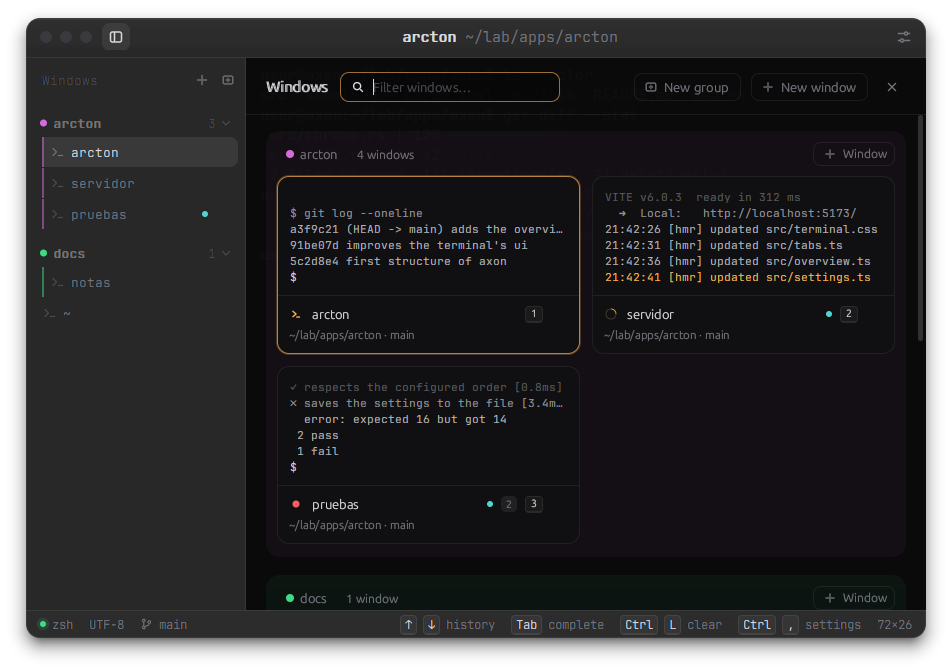 arcton ~/lab/apps/arcton
Windows
arcton 3
>_ arcton
>_ servidor
>_ pruebas
docs 1
>_ notas
>_ ~
Windows
Filter windows...
New group
+ New window
×
arcton 4 windows
+ Window
$ git log --oneline
a3f9c21 (HEAD -> main) adds the overvi…
91be07d improves the terminal's ui
5c2d8e4 first structure of axon
$
arcton 1
~/lab/apps/arcton · main
VITE v6.0.3 ready in 312 ms
➜ Local: http://localhost:5173/
21:42:26 [hmr] updated src/terminal.css
21:42:31 [hmr] updated src/tabs.ts
21:42:36 [hmr] updated src/overview.ts
21:42:41 [hmr] updated src/settings.ts
servidor 2
~/lab/apps/arcton · main
✓ respects the configured order [0.8ms]
✕ saves the settings to the file [3.4m…
error: expected 16 but got 14
2 pass
1 fail
$
pruebas 2 3
~/lab/apps/arcton · main
docs 1 window
+ Window
zsh UTF-8 main ↑ ↓ history Tab complete Ctrl L clear Ctrl , settings 72×26